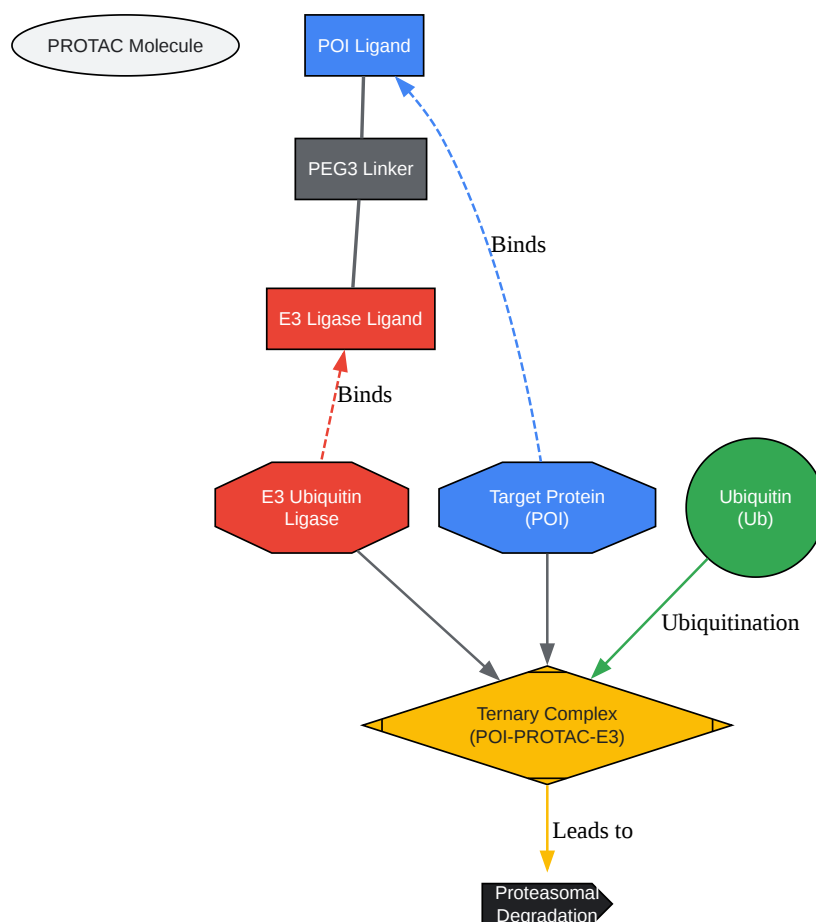 PROTAC Molecule
POI Ligand
PEG3 Linker
Binds
E3 Ligase Ligand
Binds
E3 Ubiquitin
Ligase
Target Protein
(POI)
Ubiquitin
(Ub)
Ubiquitination
Ternary Complex
(POI-PROTAC-E3)
Leads to
Proteasomal
Degradation